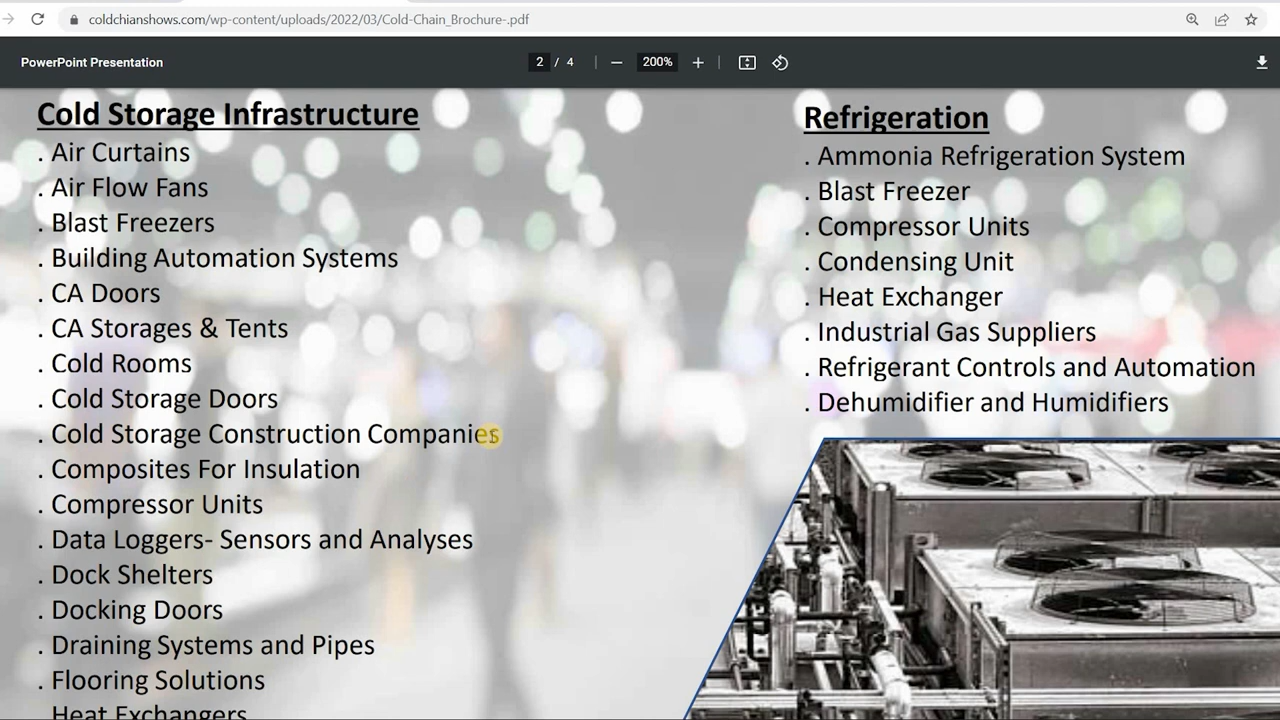 coldchianshows.com/wp-content/uploads/2022/03/Cold-Chain_Brochure-.pdf
PowerPoint Presentation
2 / 4
200%
Cold Storage Infrastructure
. Air Curtains
. Air Flow Fans
. Blast Freezers
. Building Automation Systems
. CA Doors
. CA Storages & Tents
. Cold Rooms
. Cold Storage Doors
. Cold Storage Construction Companies
. Composites For Insulation
. Compressor Units
. Data Loggers- Sensors and Analyses
. Dock Shelters
. Docking Doors
. Draining Systems and Pipes
. Flooring Solutions
. Heat Exchangers
Refrigeration
. Ammonia Refrigeration System
. Blast Freezer
. Compressor Units
. Condensing Unit
. Heat Exchanger
. Industrial Gas Suppliers
. Refrigerant Controls and Automation
. Dehumidifier and Humidifiers